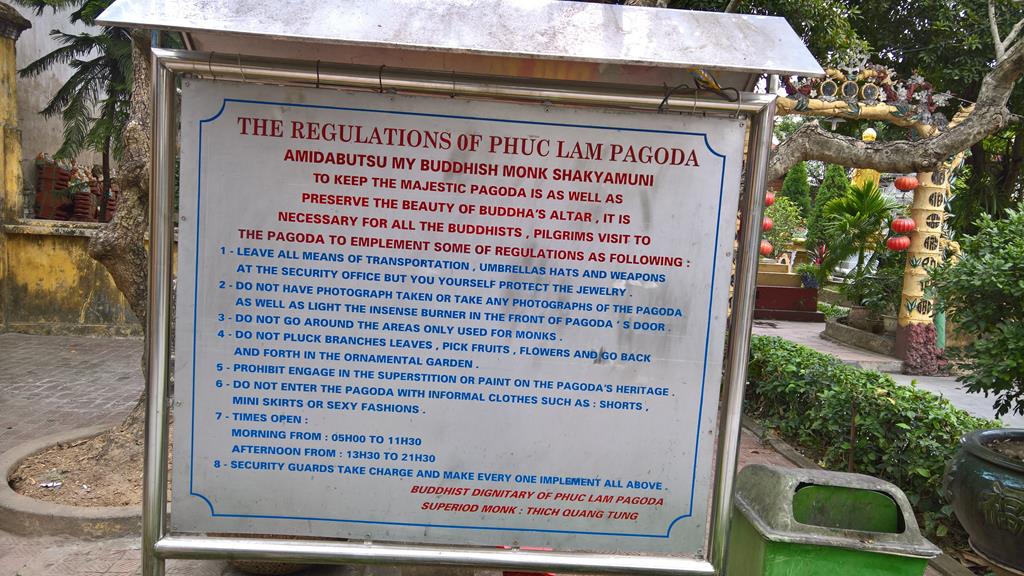 THE REGULATIONS OF PHUC LAM PAGODA
AMIDABUTSU MY BUDDHISH MONK SHAKYAMUNI
TO KEEP THE MAJESTIC PAGODA IS AS WELL AS
PRESERVE THE BEAUTY OF BUDDHA'S ALTAR , IT IS
NECESSARY FOR ALL THE BUDDHISTS , PILGRIMS VISIT TO
THE PAGODA TO EMPLEMENT SOME OF REGULATIONS AS FOLLOWING :
1 - LEAVE ALL MEANS OF TRANSPORTATION , UMBRELLAS HATS AND WEAPONS
AT THE SECURITY OFFICE BUT YOU YOURSELF PROTECT THE JEWELRY .
2 - DO NOT HAVE PHOTOGRAPH TAKEN OR TAKE ANY PHOTOGRAPHS OF THE PAGODA
AS WELL AS LIGHT THE INSENSE BURNER IN THE FRONT OF PAGODA ' S DOOR .
3 - DO NOT GO AROUND THE AREAS ONLY USED FOR MONKS .
4 - DO NOT PLUCK BRANCHES LEAVES , PICK FRUITS , FLOWERS AND GO BACK
AND FORTH IN THE ORNAMENTAL GARDEN .
5 - PROHIBIT ENGAGE IN THE SUPERSTITION OR PAINT ON THE PAGODA'S HERITAGE .
6 - DO NOT ENTER THE PAGODA WITH INFORMAL CLOTHES SUCH AS : SHORTS ,
MINI SKIRTS OR SEXY FASHIONS .
7 - TIMES OPEN :
MORNING FROM : 05H00 TO 11H30
AFTERNOON FROM : 13H30 TO 21H30
8 - SECURITY GUARDS TAKE CHARGE AND MAKE EVERY ONE IMPLEMENT ALL ABOVE .
BUDDHIST DIGNITARY OF PHUC LAM PAGODA
SUPERIOD MONK : THICH QUANG TUNG